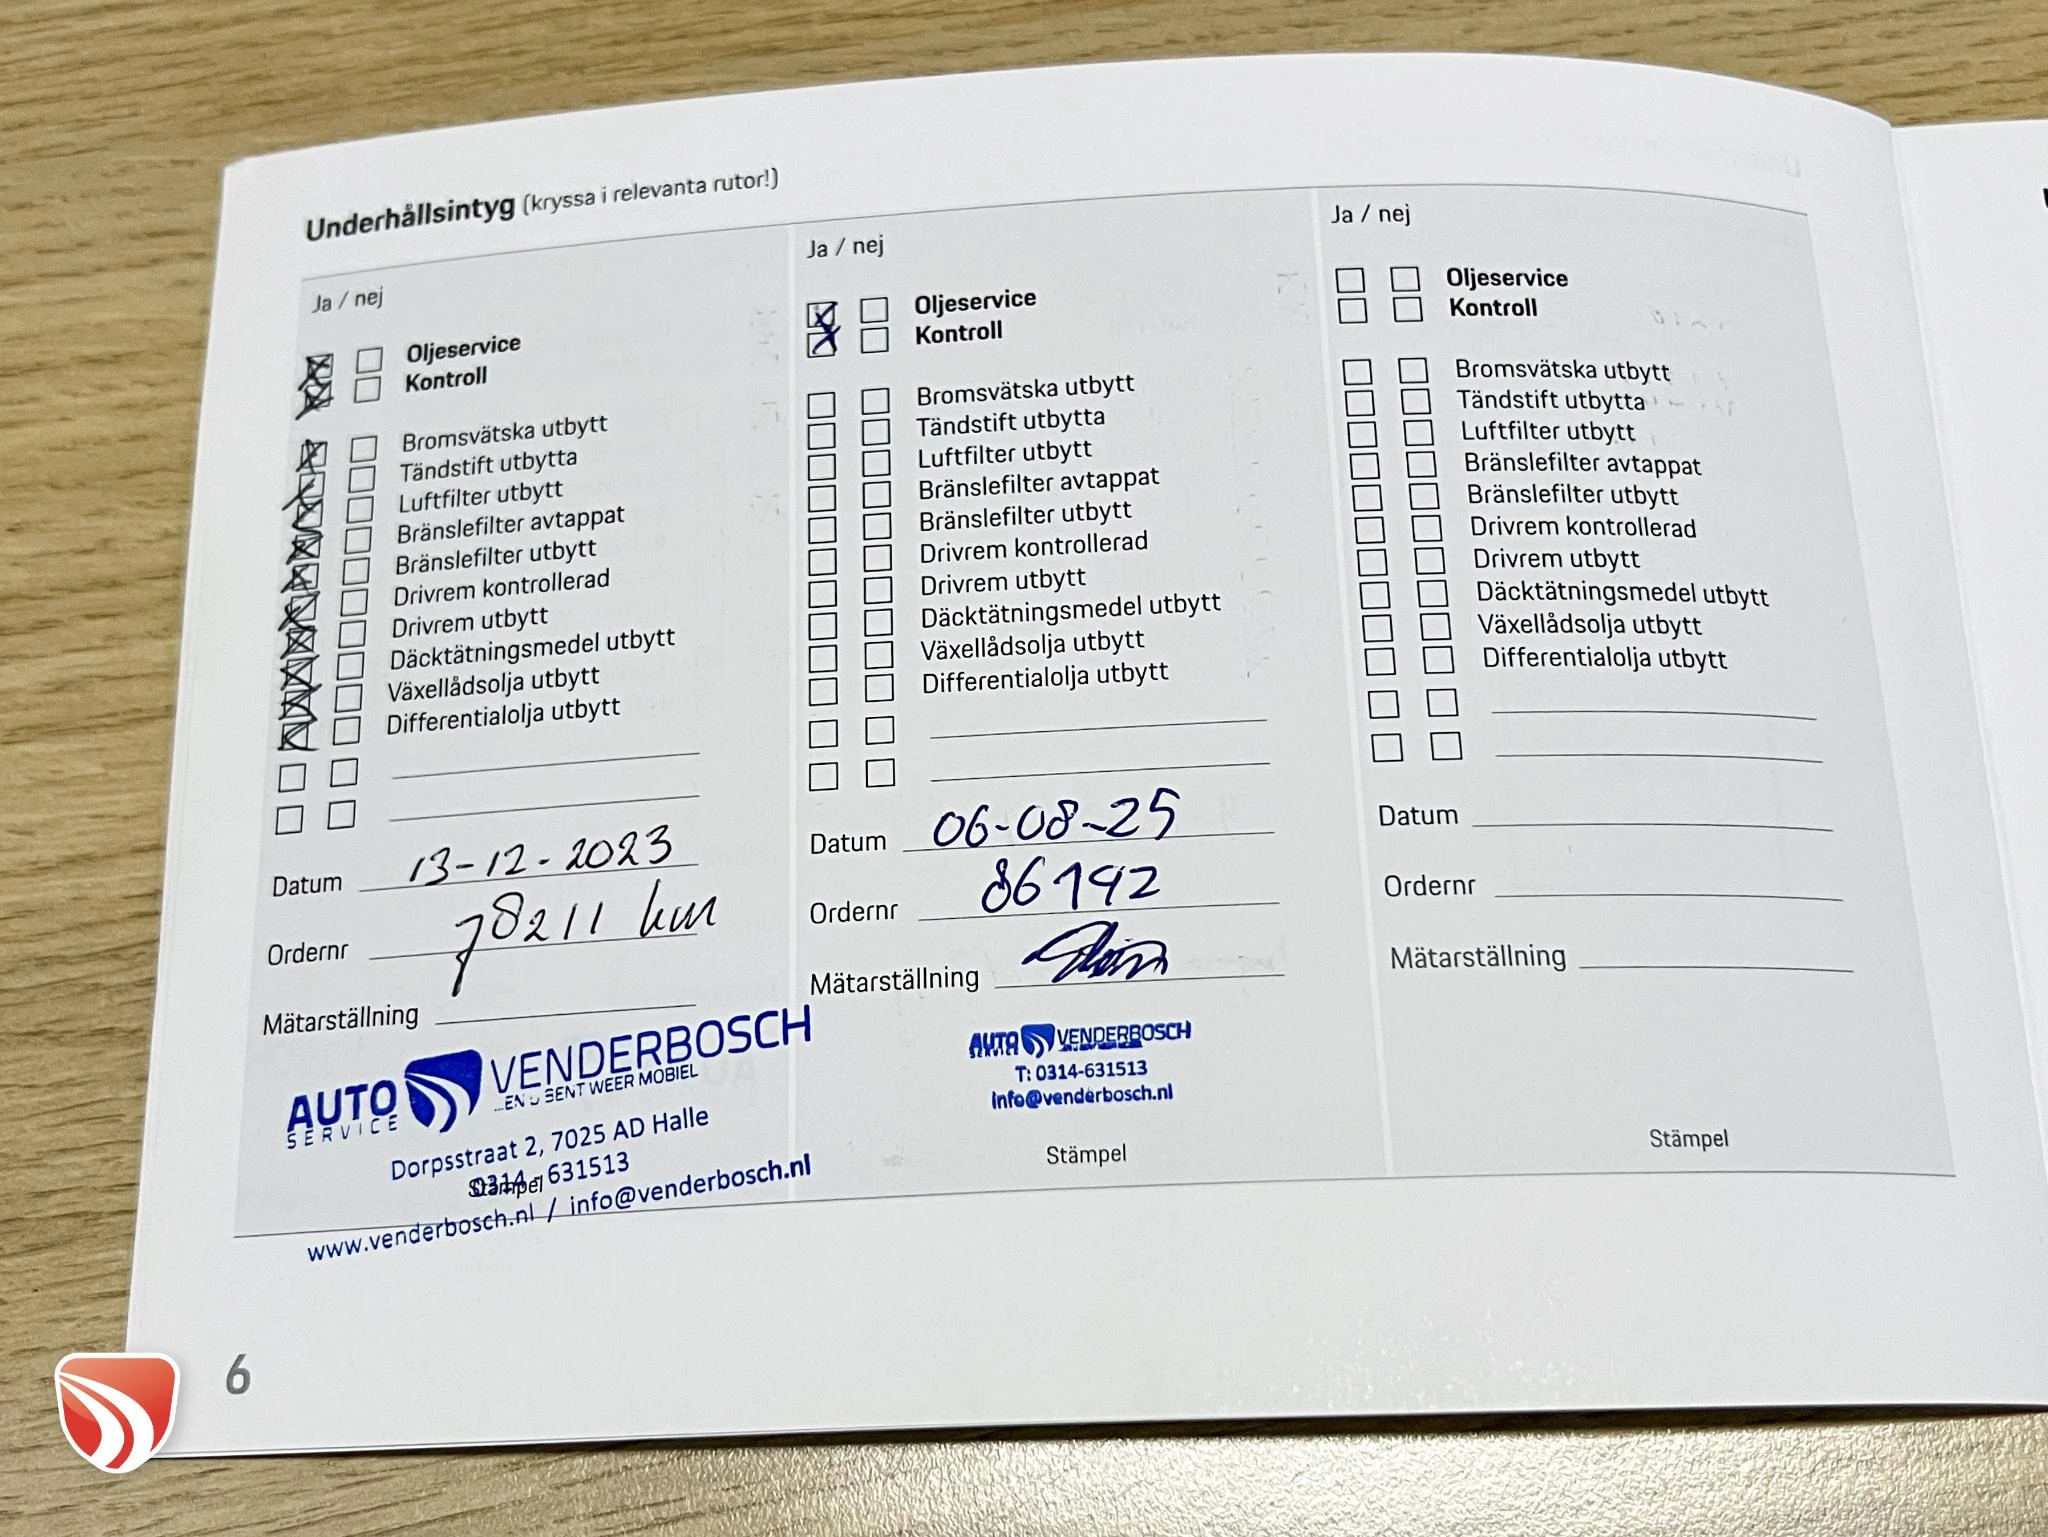 Underhållsintyg (kryssa i relevanta rutor!)
Ja / nej
Oljeservice
Kontroll
Bromsvätska utbytt
Tändstift utbytta
Luftfilter utbytt
Bränslefilter avtappat
Bränslefilter utbytt
Drivrem kontrollerad
Drivrem utbytt
Däcktätningsmedel utbytt
Växellådsolja utbytt
Differentialolja utbytt
Datum 13-12-2023
Ordernr 78211 km
Mätarställning
AUTO SERVICE VENDERBOSCH
...EN U BENT WEER MOBIEL
Dorpsstraat 2, 7025 AD Halle
0314-631513
Stämpel
www.venderbosch.nl / info@venderbosch.nl
Ja / nej
Oljeservice
Kontroll
Bromsvätska utbytt
Tändstift utbytta
Luftfilter utbytt
Bränslefilter avtappat
Bränslefilter utbytt
Drivrem kontrollerad
Drivrem utbytt
Däcktätningsmedel utbytt
Växellådsolja utbytt
Differentialolja utbytt
Datum 06-08-25
Ordernr 86192
Mätarställning
AUTO SERVICE VENDERBOSCH
T: 0314-631513
info@venderbosch.nl
Stämpel
Ja / nej
Oljeservice
Kontroll
Bromsvätska utbytt
Tändstift utbytta
Luftfilter utbytt
Bränslefilter avtappat
Bränslefilter utbytt
Drivrem kontrollerad
Drivrem utbytt
Däcktätningsmedel utbytt
Växellådsolja utbytt
Differentialolja utbytt
Datum
Ordernr
Mätarställning
Stämpel
6